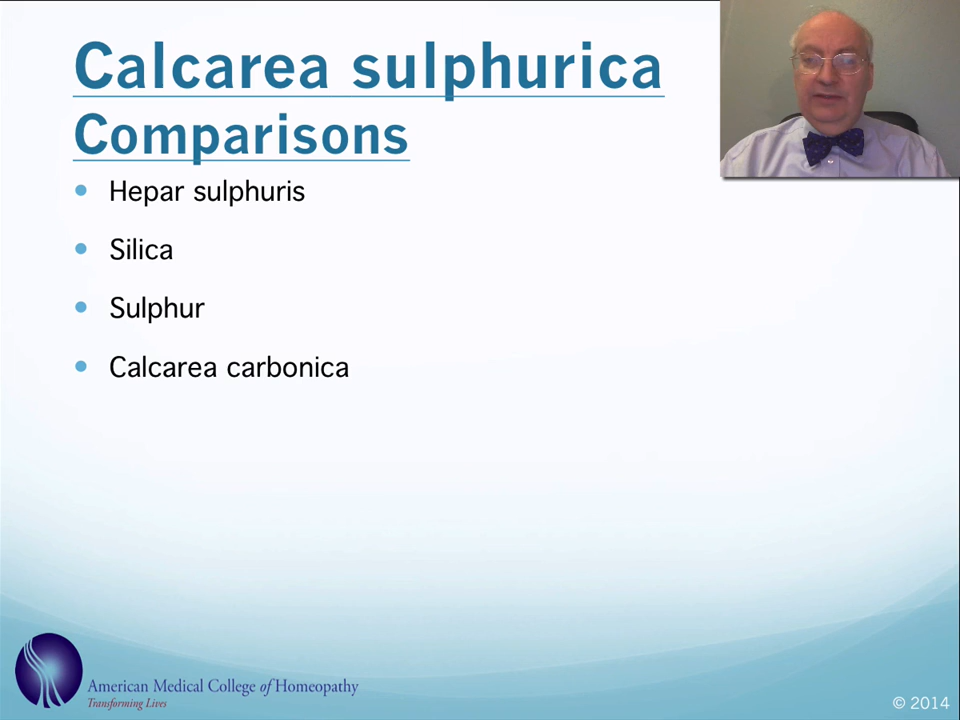 Calcarea sulphurica
Comparisons
Hepar sulphuris
Silica
Sulphur
Calcarea carbonica
American Medical College of Homeopathy
Transforming Lives
© 2014